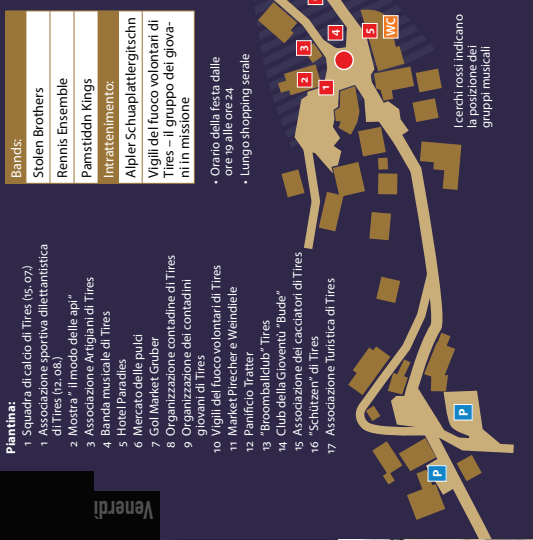 Bands:
Stolen Brothers
Rennis Ensemble
Pamstiddn Kings
Intrattenimento:
Alpler Schuaplattlergitschn
Vigili del fuoco volontari di
Tires – il gruppo dei giova-
ni in missione
• Orario della festa dalle
ore 19 alle ore 24
• Lungo shopping serale
Piantina:
1 Squadra di calcio di Tires (15. 07.)
1 Associazione sportiva dilettantistica
di Tires (12. 08.)
2 Mostra “il modo delle api”
3 Associazione Artigiani di Tires
4 Banda musicale di Tires
5 Hotel Paradies
6 Mercato delle pulci
7 Gol Market Gruber
8 Organizzazione contadine di Tires
9 Organizzazione dei contadini
giovani di Tires
10 Vigili del fuoco volontari di Tires
11 Market Pirecher e Weindiele
12 Panificio Tratter
13 “Broomballclub” Tires
14 Club della Gioventù “Bude”
15 Associazione dei cacciatori di Tires
16 “Schützen” di Tires
17 Associazione Turistica di Tires
1
2
3
4
5
WC
I cerchi rossi indicano
la posizione dei
gruppi musicali
P
P
Venerdì